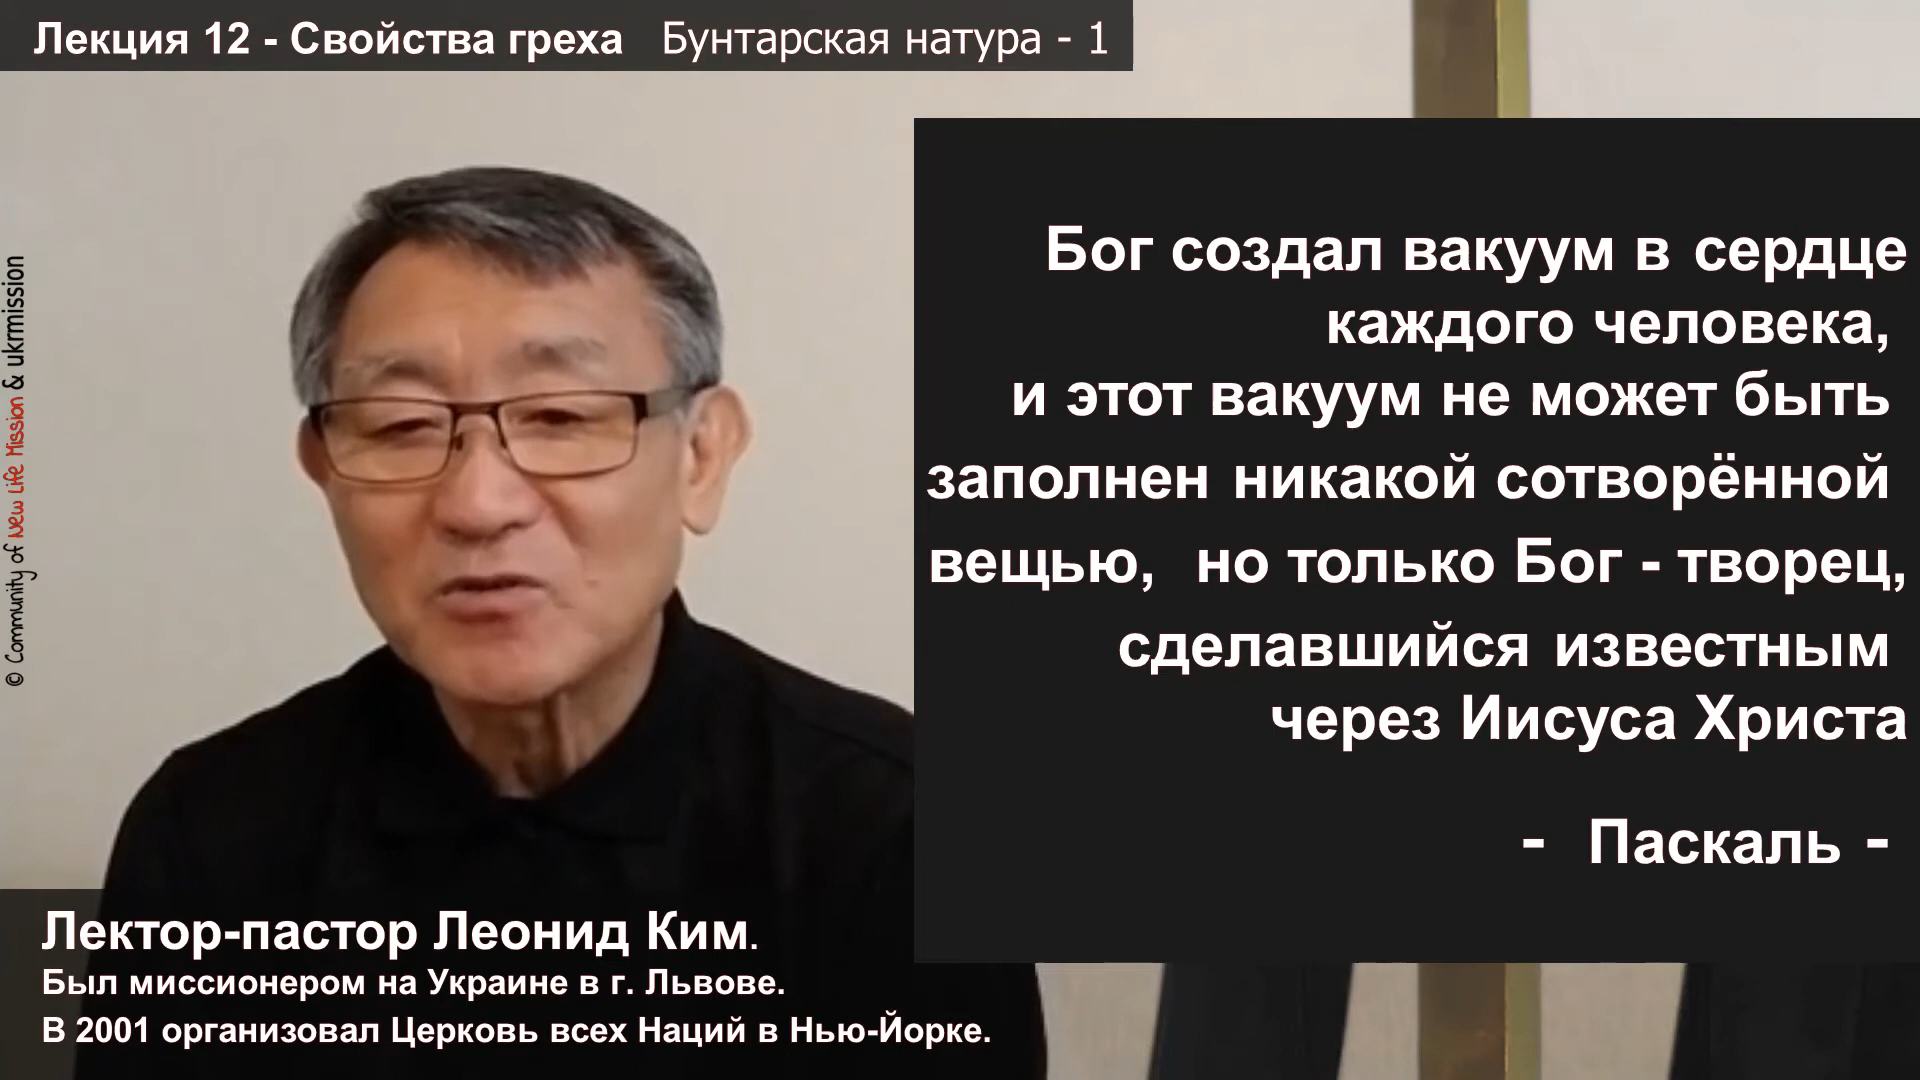 Лекция 12 - Свойства греха Бунтарская натура - 1
Бог создал вакуум в сердце
каждого человека,
и этот вакуум не может быть
заполнен никакой сотворённой
вещью, но только Бог - творец,
сделавшийся известным
через Иисуса Христа
- Паскаль -
© Community of New Life Mission & ukrmission
Лектор-пастор Леонид Ким.
Был миссионером на Украине в г. Львове.
В 2001 организовал Церковь всех Наций в Нью-Йорке.